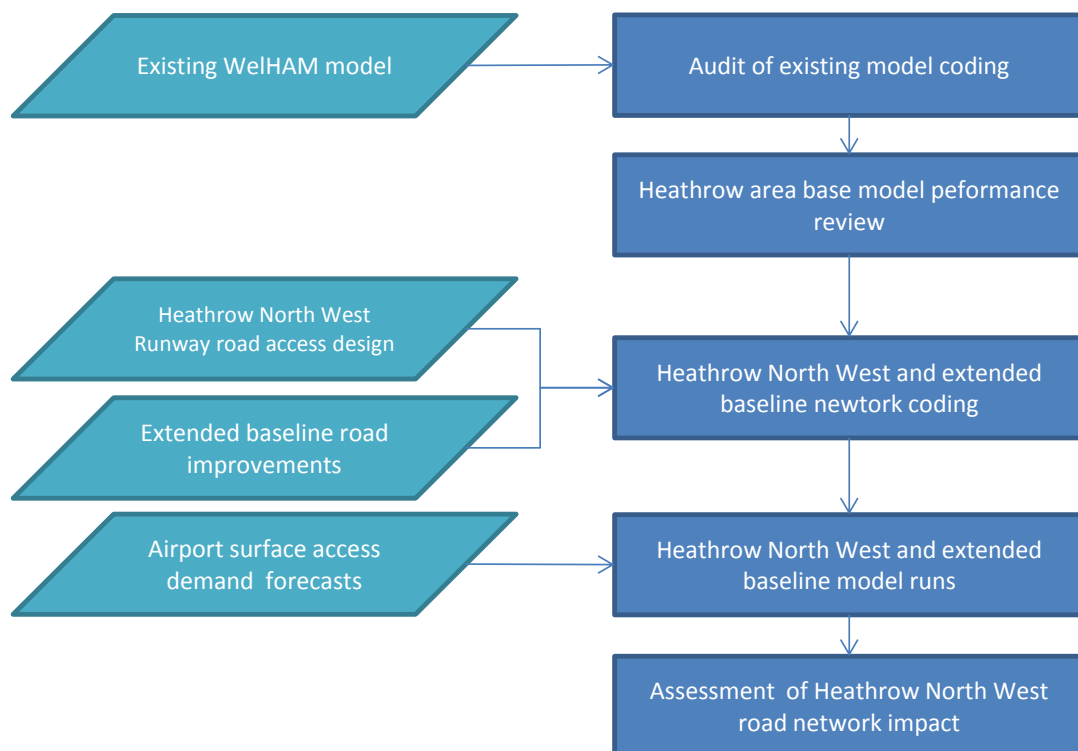 Existing WelHAM model
Audit of existing model coding
Heathrow area base model peformance
review
Heathrow North West
Runway road access design
Extended baseline road
improvements
Heathrow North West and extended
baseline newtork coding
Airport surface access
demand forecasts
Heathrow North West and extended
baseline model runs
Assessment of Heathrow North West
road network impact